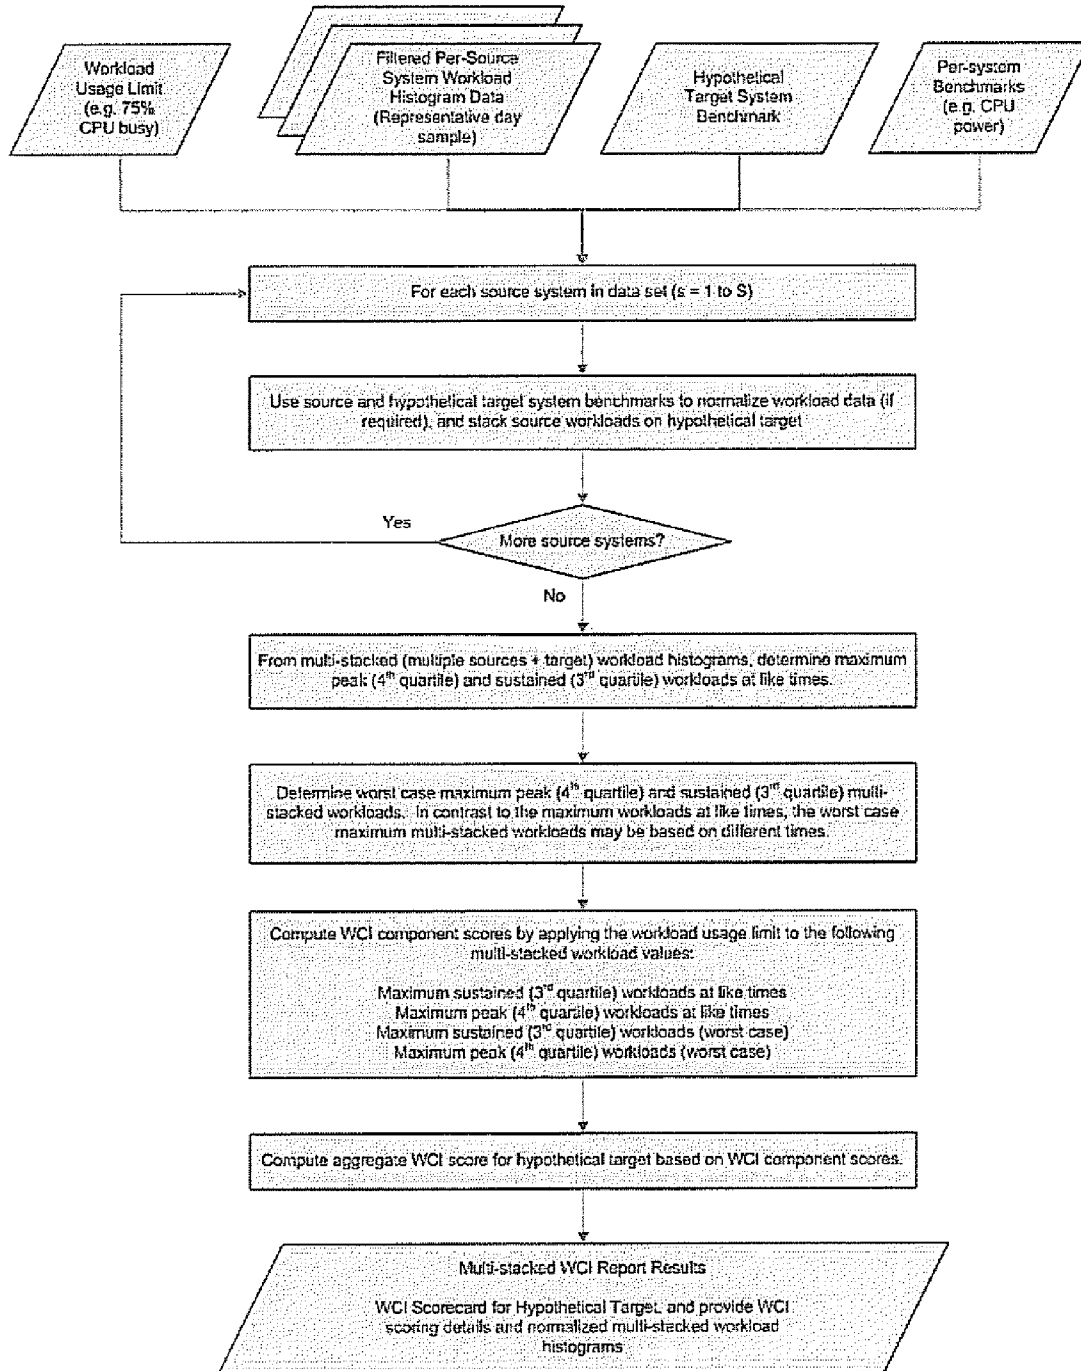 Workload
Usage Limit
(e.g. 75%
CPU busy)
Filtered Per-Source
System Workload
Histogram Data
(Representative day
sample)
Hypothetical
Target System
Benchmark
Per-system
Benchmarks
(e.g. CPU
power)
For each source system in data set (s = 1 to S)
Use source and hypothetical target system benchmarks to normalize workload data (if
required), and stack source workloads on hypothetical target
Yes
More source systems?
No
From multi-stacked (multiple sources + target) workload histograms, determine maximum
peak (4th quartile) and sustained (3rd quartile) workloads at like times.
Determine worst case maximum peak (4th quartile) and sustained (3rd quartile) multi-
stacked workloads. In contrast to the maximum workloads at like times, the worst case
maximum multi-stacked workloads may be based on different times.
Compute WCI component scores by applying the workload usage limit to the following
multi-stacked workload values:
Maximum sustained (3rd quartile) workloads at like times
Maximum peak (4th quartile) workloads at like times
Maximum sustained (3rd quartile) workloads (worst case)
Maximum peak (4th quartile) workloads (worst case)
Compute aggregate WCI score for hypothetical target based on WCI component scores.
Multi-stacked WCI Report Results
WCI Scorecard for Hypothetical Target, and provide WCI
scoring details and normalized multi-stacked workload
histograms